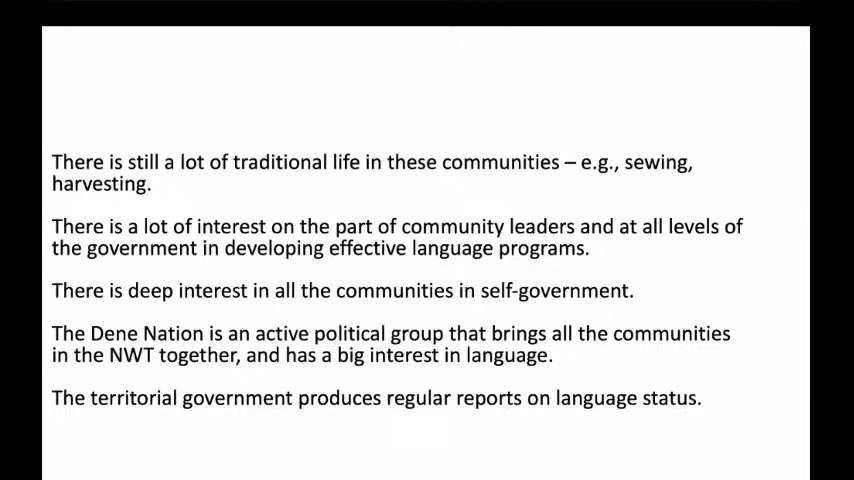 There is still a lot of traditional life in these communities – e.g., sewing,
harvesting.
There is a lot of interest on the part of community leaders and at all levels of
the government in developing effective language programs.
There is deep interest in all the communities in self-government.
The Dene Nation is an active political group that brings all the communities
in the NWT together, and has a big interest in language.
The territorial government produces regular reports on language status.